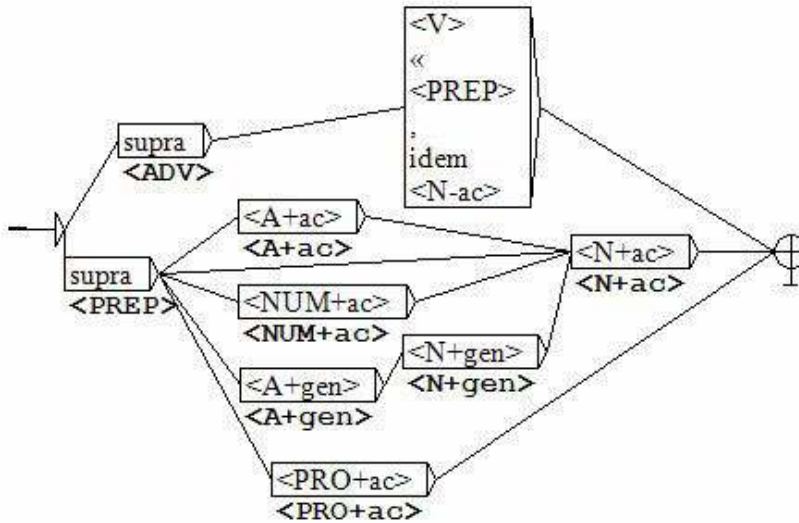 <V>
«
<PREP>
,
idem
<N-ac>
supra
<ADV>
<A+ac>
<A+ac>
<N+ac>
<N+ac>
supra
<PREP>
<NUM+ac>
<NUM+ac>
<N+gen>
<N+gen>
<A+gen>
<A+gen>
<PRO+ac>
<PRO+ac>